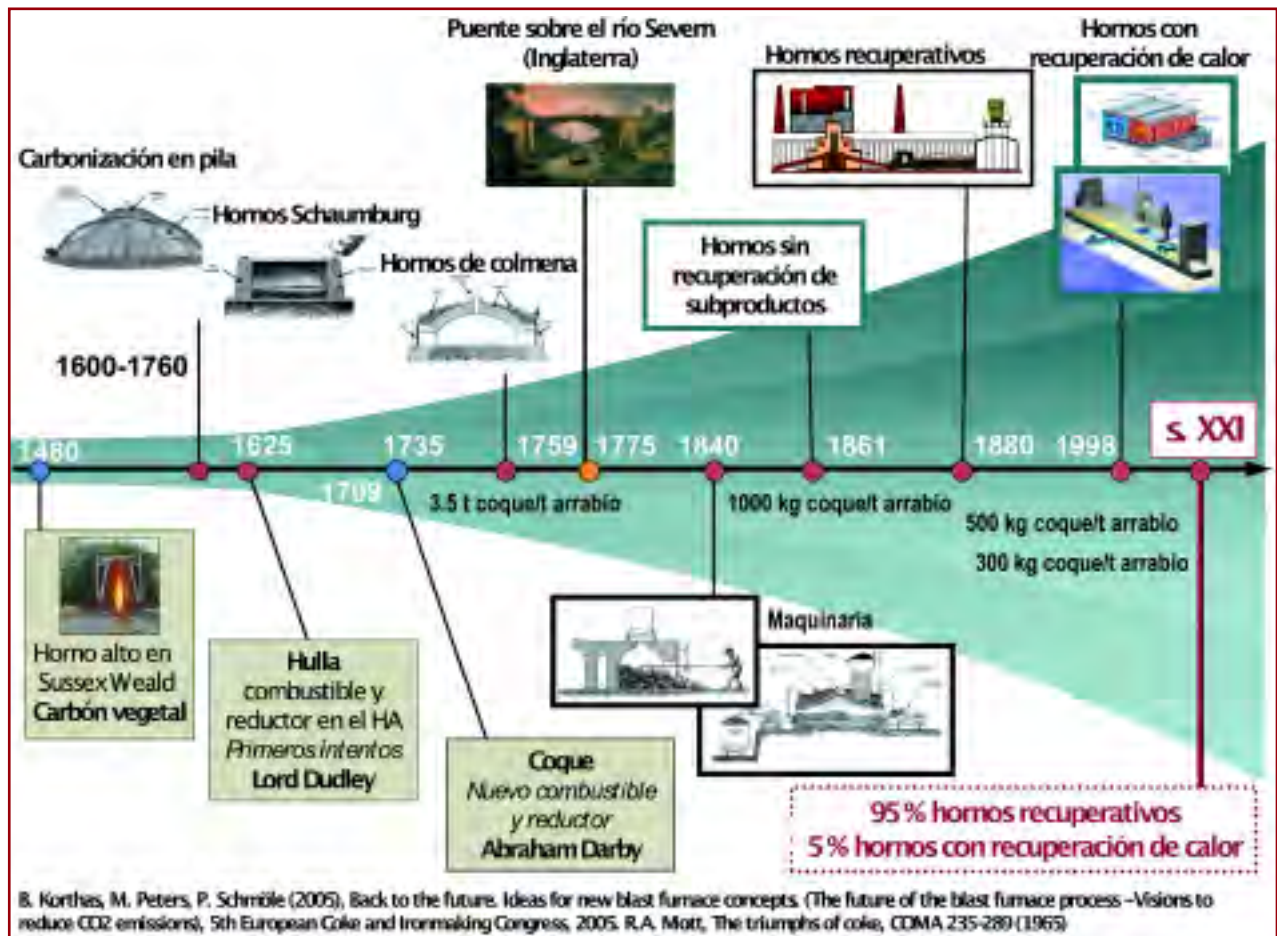 Puente sobre el río Severn
(Inglaterra)
Hornos recuperativos
Hornos con
recuperación de calor
Carbonización en pila
Hornos Schaumburg
Hornos de colmena
Hornos sin
recuperación de
subproductos
1600-1760
1480
1625
1709
1735
1759
1775
1840
1861
1880
1998
s. XXI
3.5 t coque/t arrabio
1000 kg coque/t arrabio
500 kg coque/t arrabio
300 kg coque/t arrabio
Horno alto en
Sussex Weald
Carbón vegetal
Hulla
combustible y
reductor en el HA
Primeros intentos
Lord Dudley
Coque
Nuevo combustible
y reductor
Abraham Darby
Maquinaria
95 % hornos recuperativos
5 % hornos con recuperación de calor
B. Korthas, M. Peters, P. Schmöle (2005), Back to the future. Ideas for new blast furnace concepts. (The future of the blast furnace process –Visions to
reduce CO2 emissions), 5th European Coke and Ironmaking Congress, 2005. R.A. Mott, The triumphs of coke, COMA 235-289 (1965)